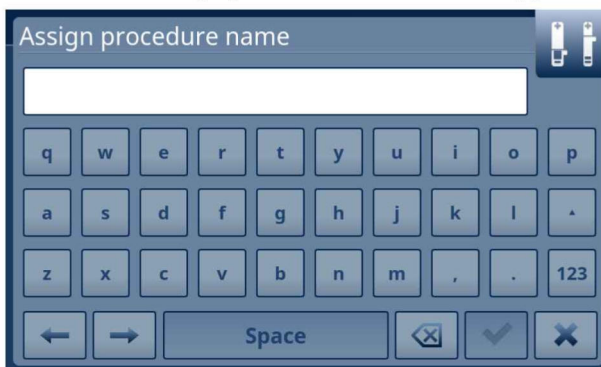 Assign procedure name
q w e r t y u i o p
a s d f g h j k l
z x c v b n m , . 123
Space